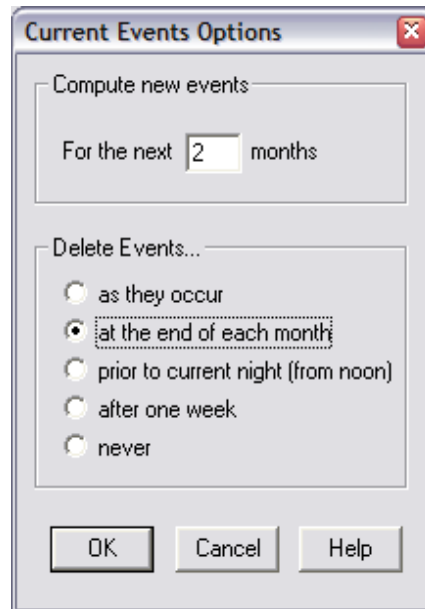 Current Events Options
Compute new events
For the next 2 months
Delete Events...
as they occur
at the end of each month
prior to current night (from noon)
after one week
never
OK Cancel Help